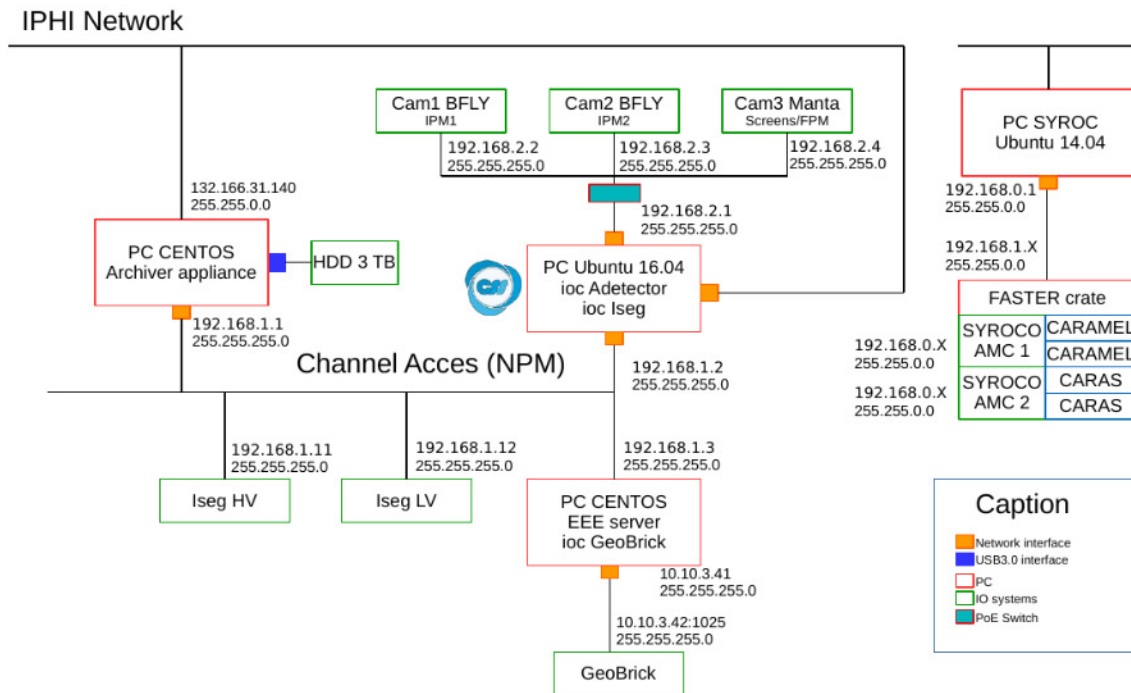 IPHI Network
Cam1 BFLY
IPM1
Cam2 BFLY
IPM2
Cam3 Manta
Screens/FPM
PC SYROC
Ubuntu 14.04
192.168.2.2
255.255.255.0
192.168.2.3
255.255.255.0
192.168.2.4
255.255.255.0
132.166.31.140
255.255.0.0
192.168.2.1
255.255.255.0
192.168.0.1
255.255.0.0
PC CENTOS
Archiver appliance
HDD 3 TB
PC Ubuntu 16.04
ioc Adetector
ioc Iseg
192.168.1.X
255.255.0.0
FASTER crate
SYROCO
AMC 1
CARAMEL
CARAMEL
SYROCO
AMC 2
CARAS
CARAS
192.168.0.X
255.255.0.0
192.168.0.X
255.255.0.0
192.168.1.1
255.255.255.0
Channel Acces (NPM)
192.168.1.2
255.255.255.0
192.168.1.11
255.255.255.0
192.168.1.12
255.255.255.0
192.168.1.3
255.255.255.0
Iseg HV
Iseg LV
PC CENTOS
EEE server
ioc GeoBrick
10.10.3.41
255.255.255.0
10.10.3.42:1025
255.255.255.0
GeoBrick
Caption
Network interface
USB3.0 interface
PC
IO systems
PoE Switch